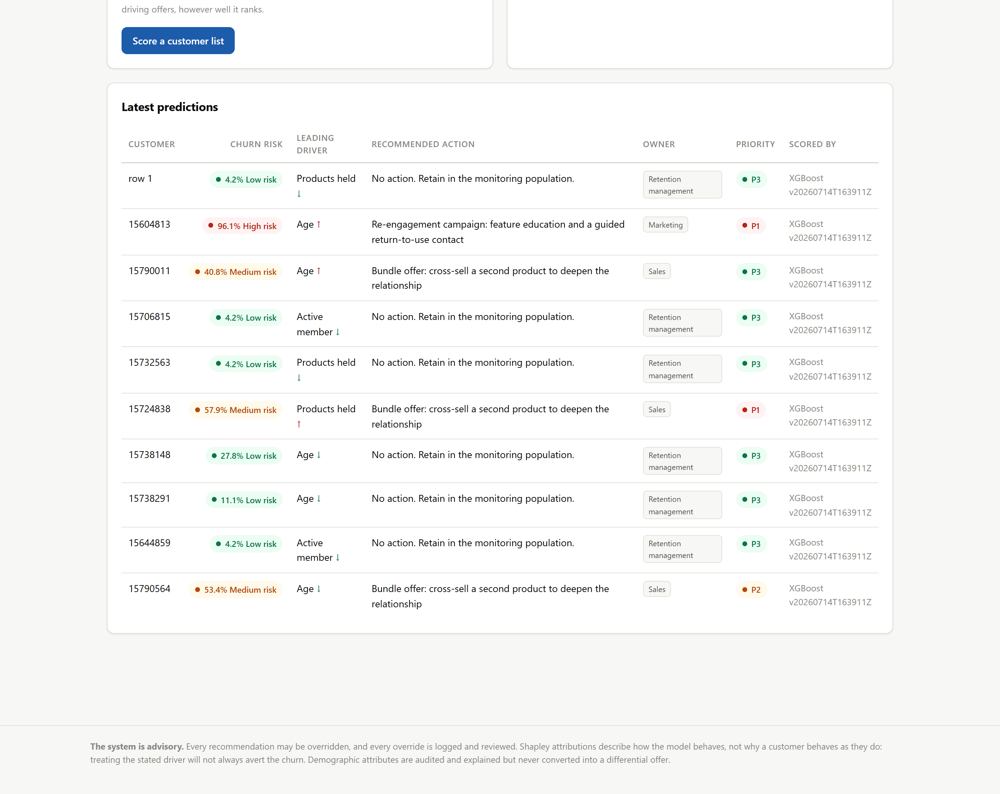 driving offers, however well it ranks.
Score a customer list
Latest predictions
CUSTOMER CHURN RISK LEADING DRIVER RECOMMENDED ACTION OWNER PRIORITY SCORED BY
row 1 4.2% Low risk Products held ↓ No action. Retain in the monitoring population. Retention management P3 XGBoost v20260714T163911Z
15604813 96.1% High risk Age ↑ Re-engagement campaign: feature education and a guided return-to-use contact Marketing P1 XGBoost v20260714T163911Z
15790011 40.8% Medium risk Age ↑ Bundle offer: cross-sell a second product to deepen the relationship Sales P3 XGBoost v20260714T163911Z
15706815 4.2% Low risk Active member ↓ No action. Retain in the monitoring population. Retention management P3 XGBoost v20260714T163911Z
15732563 4.2% Low risk Products held ↓ No action. Retain in the monitoring population. Retention management P3 XGBoost v20260714T163911Z
15724838 57.9% Medium risk Products held ↑ Bundle offer: cross-sell a second product to deepen the relationship Sales P1 XGBoost v20260714T163911Z
15738148 27.8% Low risk Age ↓ No action. Retain in the monitoring population. Retention management P3 XGBoost v20260714T163911Z
15738291 11.1% Low risk Age ↓ No action. Retain in the monitoring population. Retention management P3 XGBoost v20260714T163911Z
15644859 4.2% Low risk Active member ↓ No action. Retain in the monitoring population. Retention management P3 XGBoost v20260714T163911Z
15790564 53.4% Medium risk Age ↓ Bundle offer: cross-sell a second product to deepen the relationship Sales P2 XGBoost v20260714T163911Z
The system is advisory. Every recommendation may be overridden, and every override is logged and reviewed. Shapley attributions describe how the model behaves, not why a customer behaves as they do:
treating the stated driver will not always avert the churn. Demographic attributes are audited and explained but never converted into a differential offer.